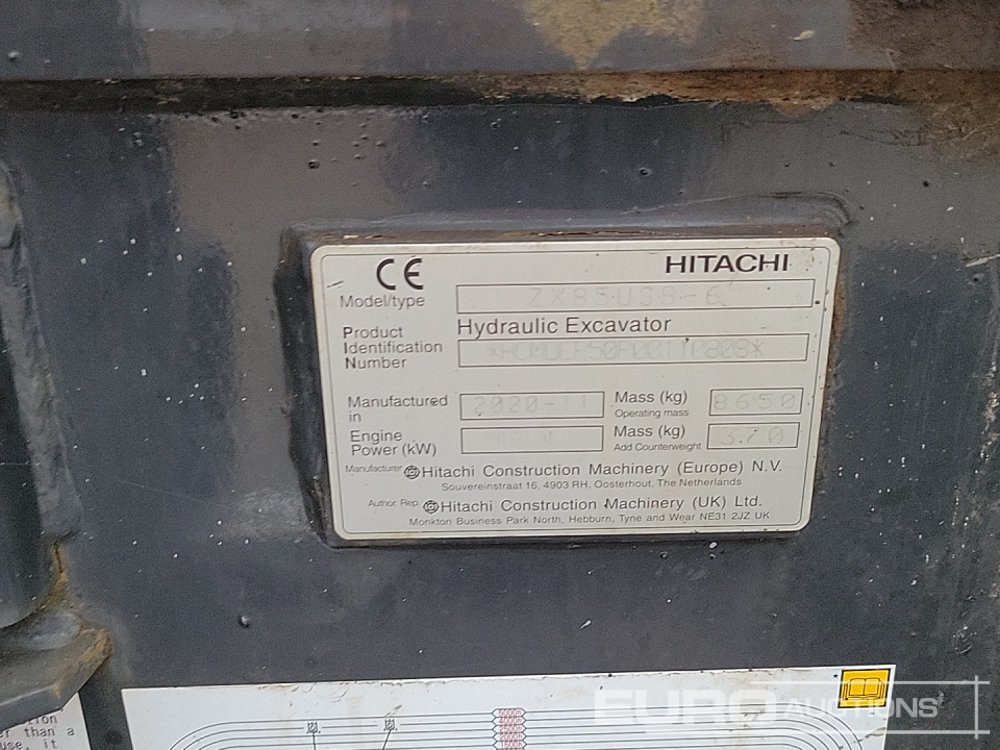 CE HITACHI
Model/type ZX85USB-6
Hydraulic Excavator
Product
Identification
Number
Manufactured in 2020-11 Mass (kg) 8650
Operating mass
Engine Power (kW) Mass (kg) 370
Add Counterweight
Manufacturer Hitachi Construction Machinery (Europe) N.V.
Souvereinstraat 16, 4903 RH, Oosterhout, The Netherlands
Author. Rep. Hitachi Construction Machinery (UK) Ltd.
Monkton Business Park North, Hebburn, Tyne and Wear NE31 2JZ UK
than a
use, it
EURO AUCTIONS